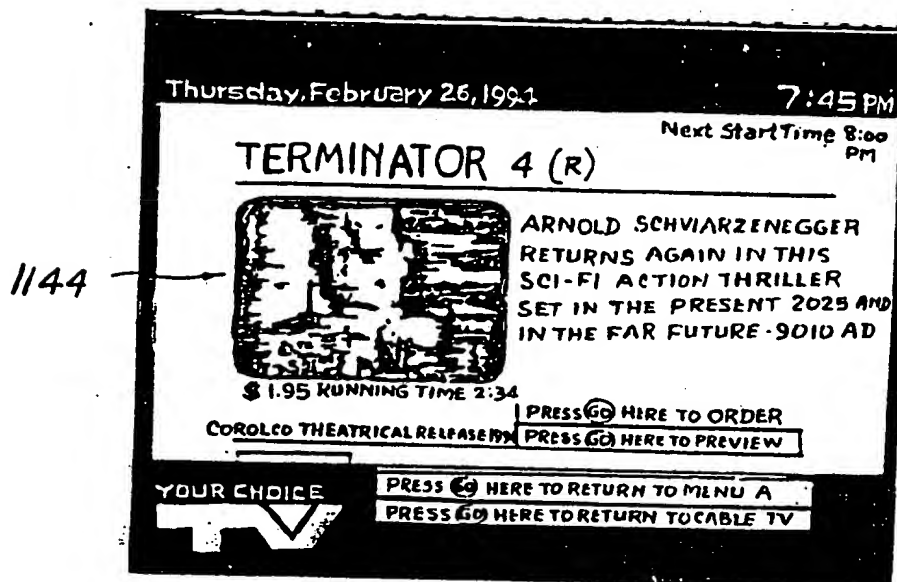 Thursday, February 26, 1992
7:45 PM
Next Start Time 8:00
PM
TERMINATOR 4 (R)
1144
ARNOLD SCHVIARZENEGGER
RETURNS AGAIN IN THIS
SCI-FI ACTION THRILLER
SET IN THE PRESENT 2025 AND
IN THE FAR FUTURE-9010 AD
$ 1.95 RUNNING TIME 2:34
PRESS GO HERE TO ORDER
COROLCO THEATRICAL RELEASE
PRESS GO HERE TO PREVIEW
YOUR CHOICE
TV
PRESS GO HERE TO RETURN TO MENU A
PRESS GO HERE TO RETURN TO CABLE TV